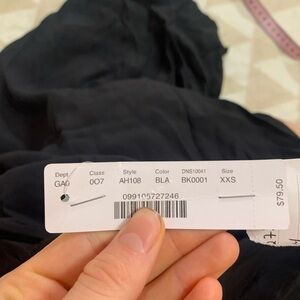 Dept Class Style Color DNS10041 Size
GA0 007 AH108 BLA BK0001 XXS
099105727246
$79.50